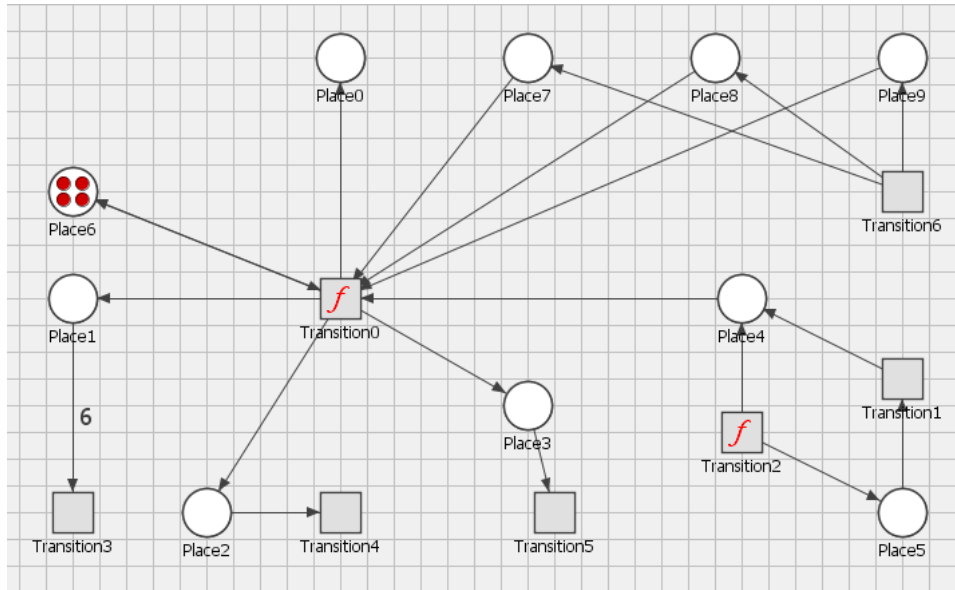 Place0
Place7
Place8
Place9
Place6
Transition6
f
Place1
Transition0
Place4
6
Transition1
Place3
f
Transition2
Transition3
Place2
Transition4
Transition5
Place5